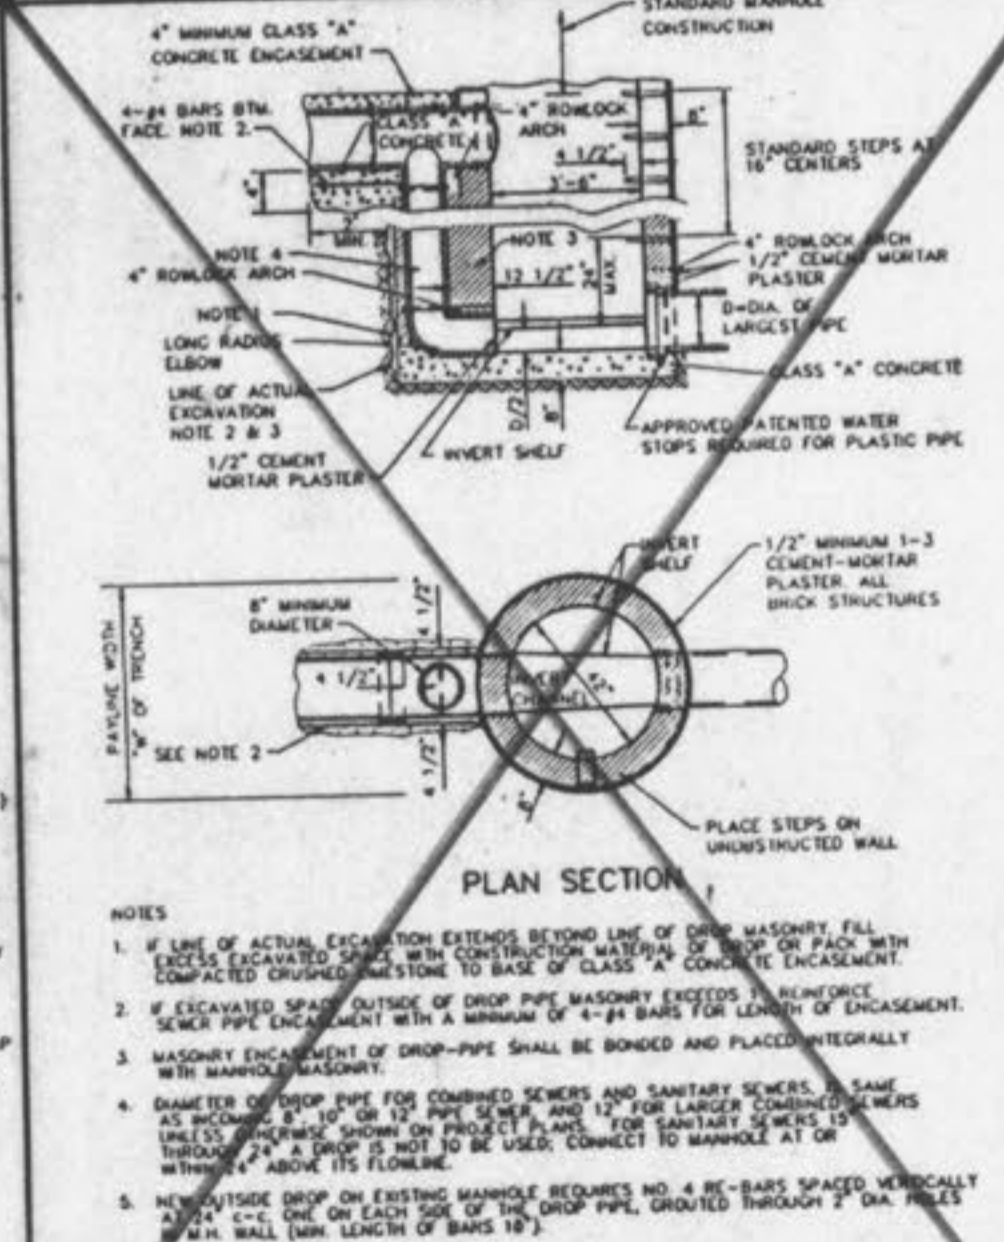 STANDARD MANHOLE
CONSTRUCTION
4" MINIMUM CLASS "A"
CONCRETE ENCASEMENT
4-#4 BARS BTM.
FACE. NOTE 2.
CLASS "A"
CONCRETE
4" ROWLOCK
ARCH
8"
4 1/2"
3'-6"
STANDARD STEPS AT
16" CENTERS
4"
2"
MIN.
NOTE 4
NOTE 3
4" ROWLOCK ARCH
12 1/2"
24"
MAX.
4" ROWLOCK ARCH
1/2" CEMENT MORTAR
PLASTER
NOTE 1
LONG RADIUS
ELBOW
D=DIA. OF
LARGEST PIPE
LINE OF ACTUAL
EXCAVATION
NOTE 2 & 3
CLASS "A" CONCRETE
D/2
8"
1/2" CEMENT
MORTAR PLASTER
INVERT SHELF
APPROVED PATENTED WATER
STOPS REQUIRED FOR PLASTIC PIPE
INVERT
SHELF
1/2" MINIMUM 1-3
CEMENT-MORTAR
PLASTER. ALL
BRICK STRUCTURES
PAYLINE WIDTH
"W" OF TRENCH
8" MINIMUM
DIAMETER
4 1/2"
4 1/2"
INVERT
CHANNEL
SEE NOTE 2
4 1/2"
8"
PLACE STEPS ON
UNOBSTRUCTED WALL
PLAN SECTION
NOTES
1. IF LINE OF ACTUAL EXCAVATION EXTENDS BEYOND LINE OF DROP MASONRY, FILL
EXCESS EXCAVATED SPACE WITH CONSTRUCTION MATERIAL OF DROP OR PACK WITH
COMPACTED CRUSHED LIMESTONE TO BASE OF CLASS "A" CONCRETE ENCASEMENT.
2. IF EXCAVATED SPACE OUTSIDE OF DROP PIPE MASONRY EXCEEDS REINFORCE
SEWER PIPE ENCASEMENT WITH A MINIMUM OF 4-#4 BARS FOR LENGTH OF ENCASEMENT.
3. MASONRY ENCASEMENT OF DROP-PIPE SHALL BE BONDED AND PLACED INTEGRALLY
WITH MANHOLE MASONRY.
4. DIAMETER OF DROP PIPE FOR COMBINED SEWERS AND SANITARY SEWERS, IS SAME
AS INCOMING 8" 10" OR 12" PIPE SEWER, AND 12" FOR LARGER COMBINED SEWERS
UNLESS OTHERWISE SHOWN ON PROJECT PLANS. FOR SANITARY SEWERS 15"
THROUGH 24" A DROP IS NOT TO BE USED; CONNECT TO MANHOLE AT OR
WITHIN 24" ABOVE ITS FLOWLINE.
5. NEW OUTSIDE DROP ON EXISTING MANHOLE REQUIRES NO. 4 RE-BARS SPACED VERTICALLY
AT 24" C-C, ONE ON EACH SIDE OF THE DROP PIPE, GROUTED THROUGH 2" DIA. HOLES
M.H. WALL (MIN. LENGTH OF BARS 18").